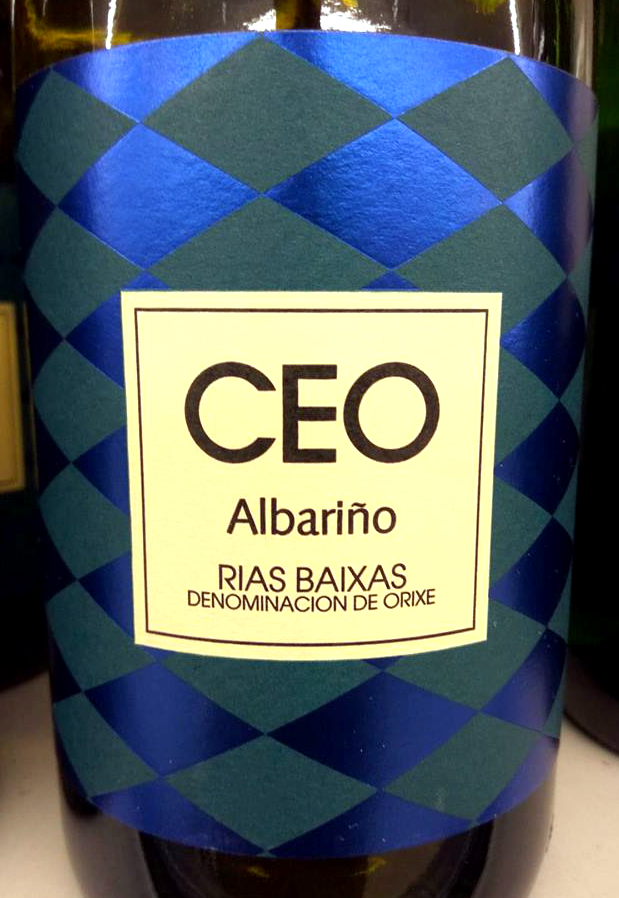 CEO
Albariño
RIAS BAIXAS
DENOMINACION DE ORIXE